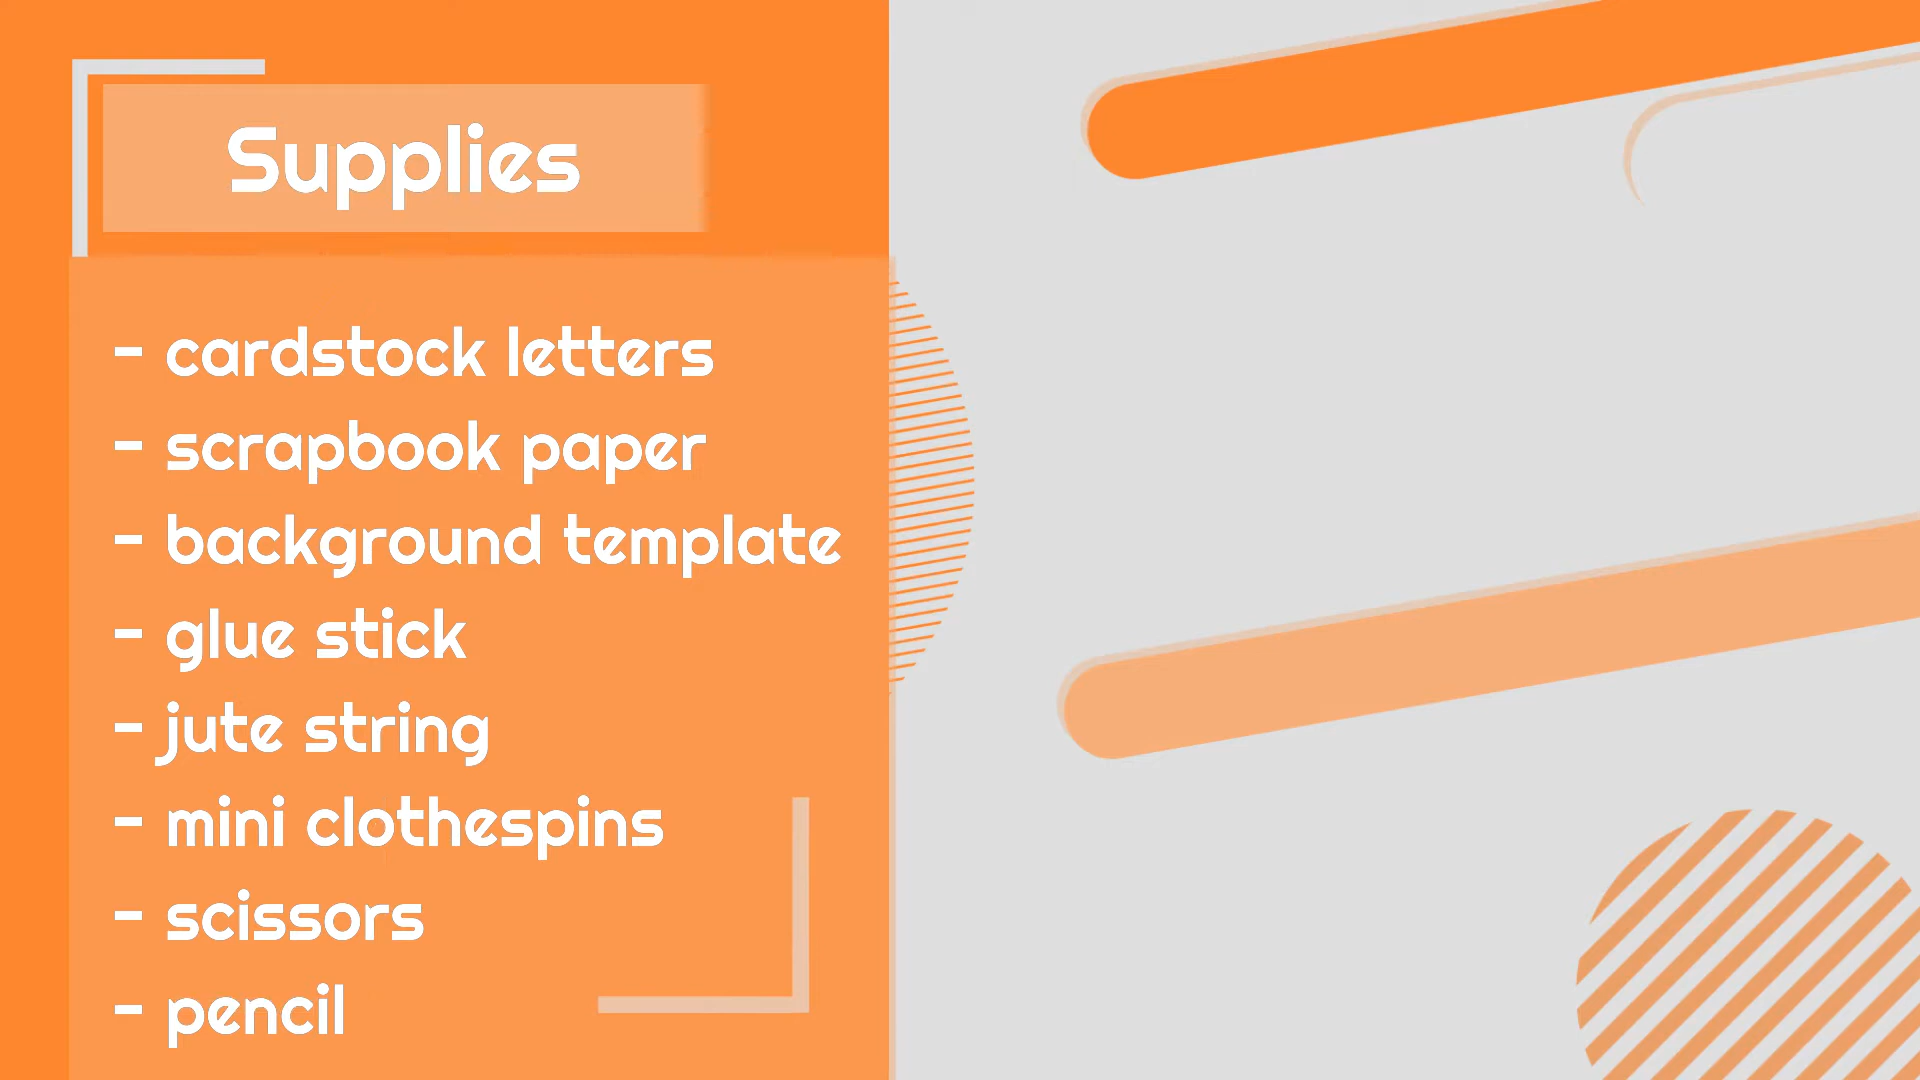 Supplies
- cardstock letters
- scrapbook paper
- background template
- glue stick
- jute string
- mini clothespins
- scissors
- pencil